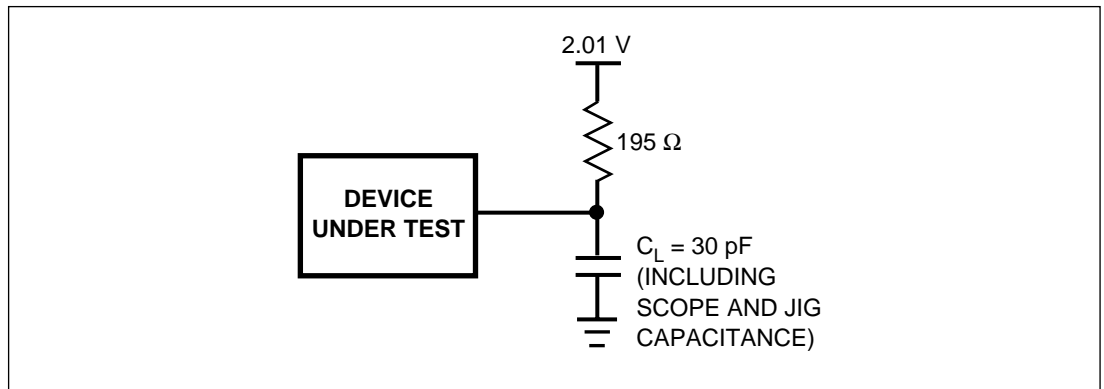 2.01 V
195 Ω
DEVICE
UNDER TEST
C_L = 30 pF
(INCLUDING
SCOPE AND JIG
CAPACITANCE)